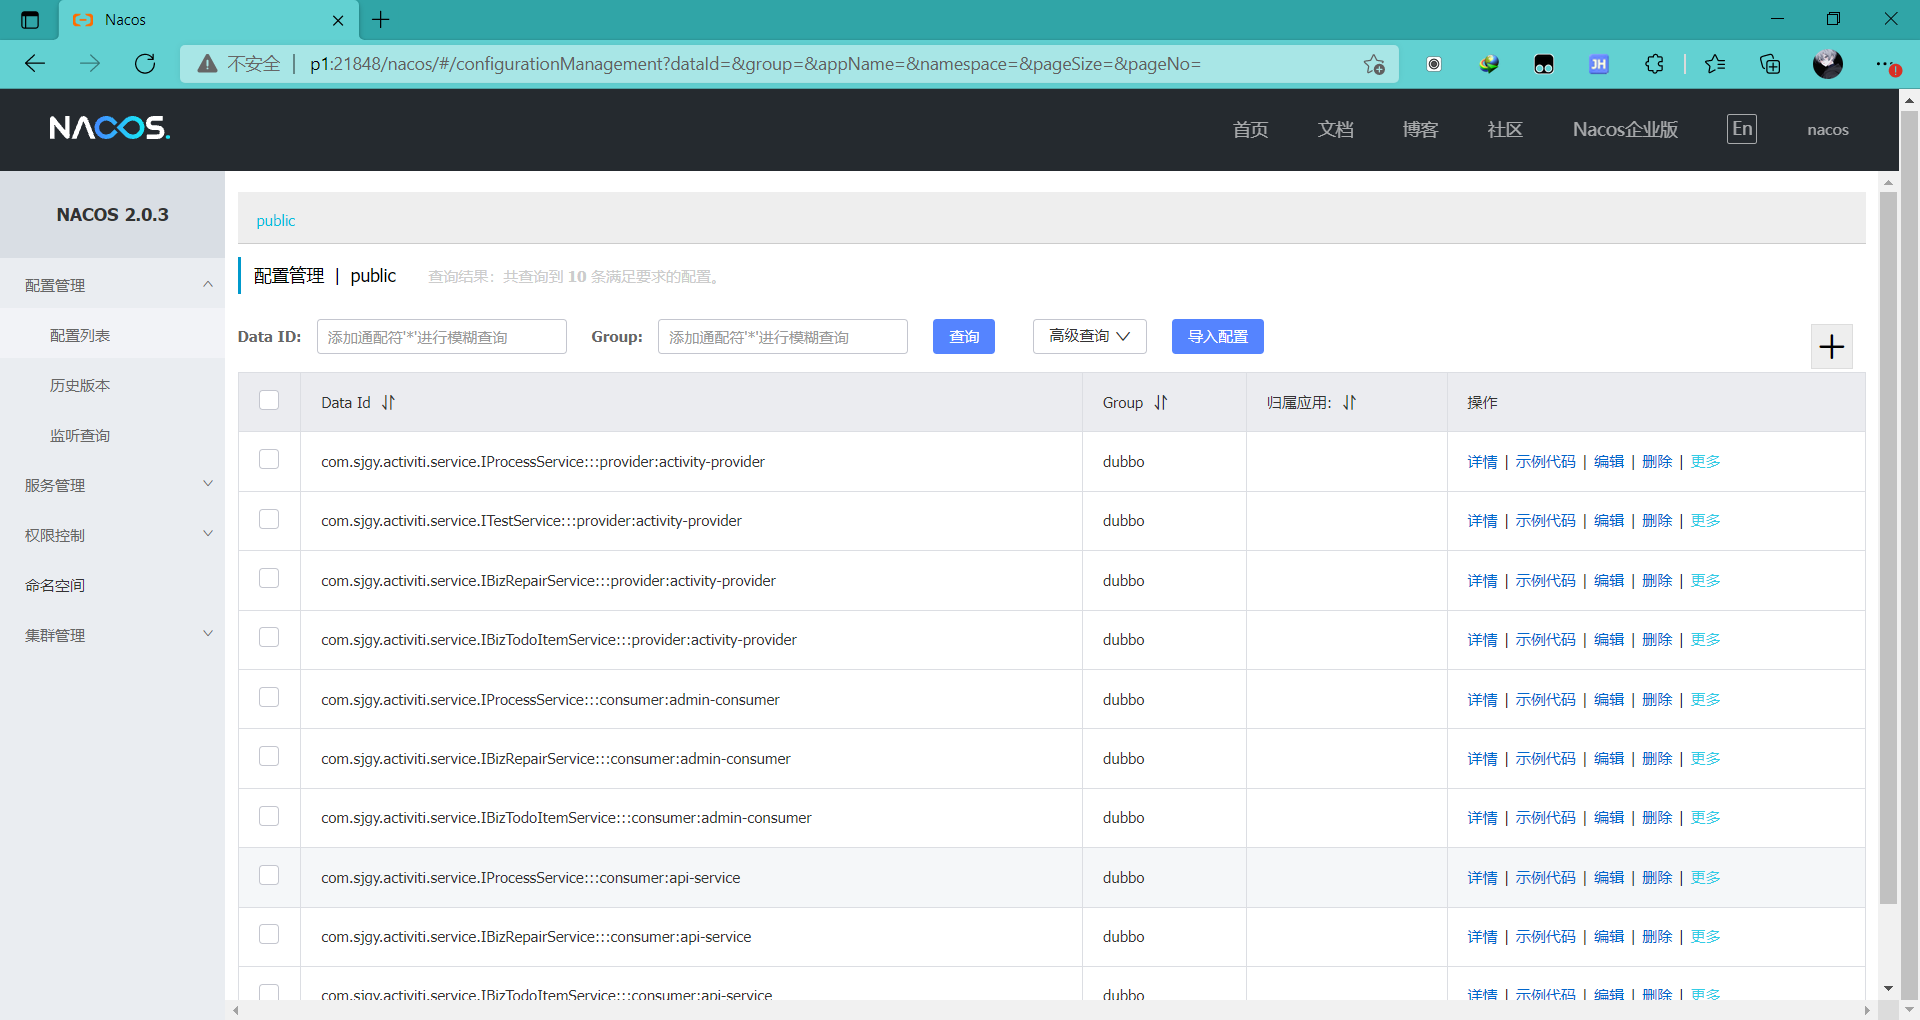 Nacos
不安全 p1:21848/nacos/#/configurationManagement?dataId=&group=&appName=&namespace=&pageSize=&pageNo=
JH
NACOS.
首页 文档 博客 社区 Nacos企业版 En nacos
NACOS 2.0.3
配置管理
配置列表
历史版本
监听查询
服务管理
权限控制
命名空间
集群管理
public
配置管理 | public 查询结果：共查询到 10 条满足要求的配置。
Data ID: 添加通配符'*'进行模糊查询 Group: 添加通配符'*'进行模糊查询 查询 高级查询 导入配置
Data Id Group 归属应用: 操作
com.sjgy.activiti.service.IProcessService:::provider:activity-provider dubbo 详情 | 示例代码 | 编辑 | 删除 | 更多
com.sjgy.activiti.service.ITestService:::provider:activity-provider dubbo 详情 | 示例代码 | 编辑 | 删除 | 更多
com.sjgy.activiti.service.IBizRepairService:::provider:activity-provider dubbo 详情 | 示例代码 | 编辑 | 删除 | 更多
com.sjgy.activiti.service.IBizTodoItemService:::provider:activity-provider dubbo 详情 | 示例代码 | 编辑 | 删除 | 更多
com.sjgy.activiti.service.IProcessService:::consumer:admin-consumer dubbo 详情 | 示例代码 | 编辑 | 删除 | 更多
com.sjgy.activiti.service.IBizRepairService:::consumer:admin-consumer dubbo 详情 | 示例代码 | 编辑 | 删除 | 更多
com.sjgy.activiti.service.IBizTodoItemService:::consumer:admin-consumer dubbo 详情 | 示例代码 | 编辑 | 删除 | 更多
com.sjgy.activiti.service.IProcessService:::consumer:api-service dubbo 详情 | 示例代码 | 编辑 | 删除 | 更多
com.sjgy.activiti.service.IBizRepairService:::consumer:api-service dubbo 详情 | 示例代码 | 编辑 | 删除 | 更多
com.sjgy.activiti.service.IBizTodoItemService:::consumer:api-service dubbo 详情 | 示例代码 | 编辑 | 删除 | 更多